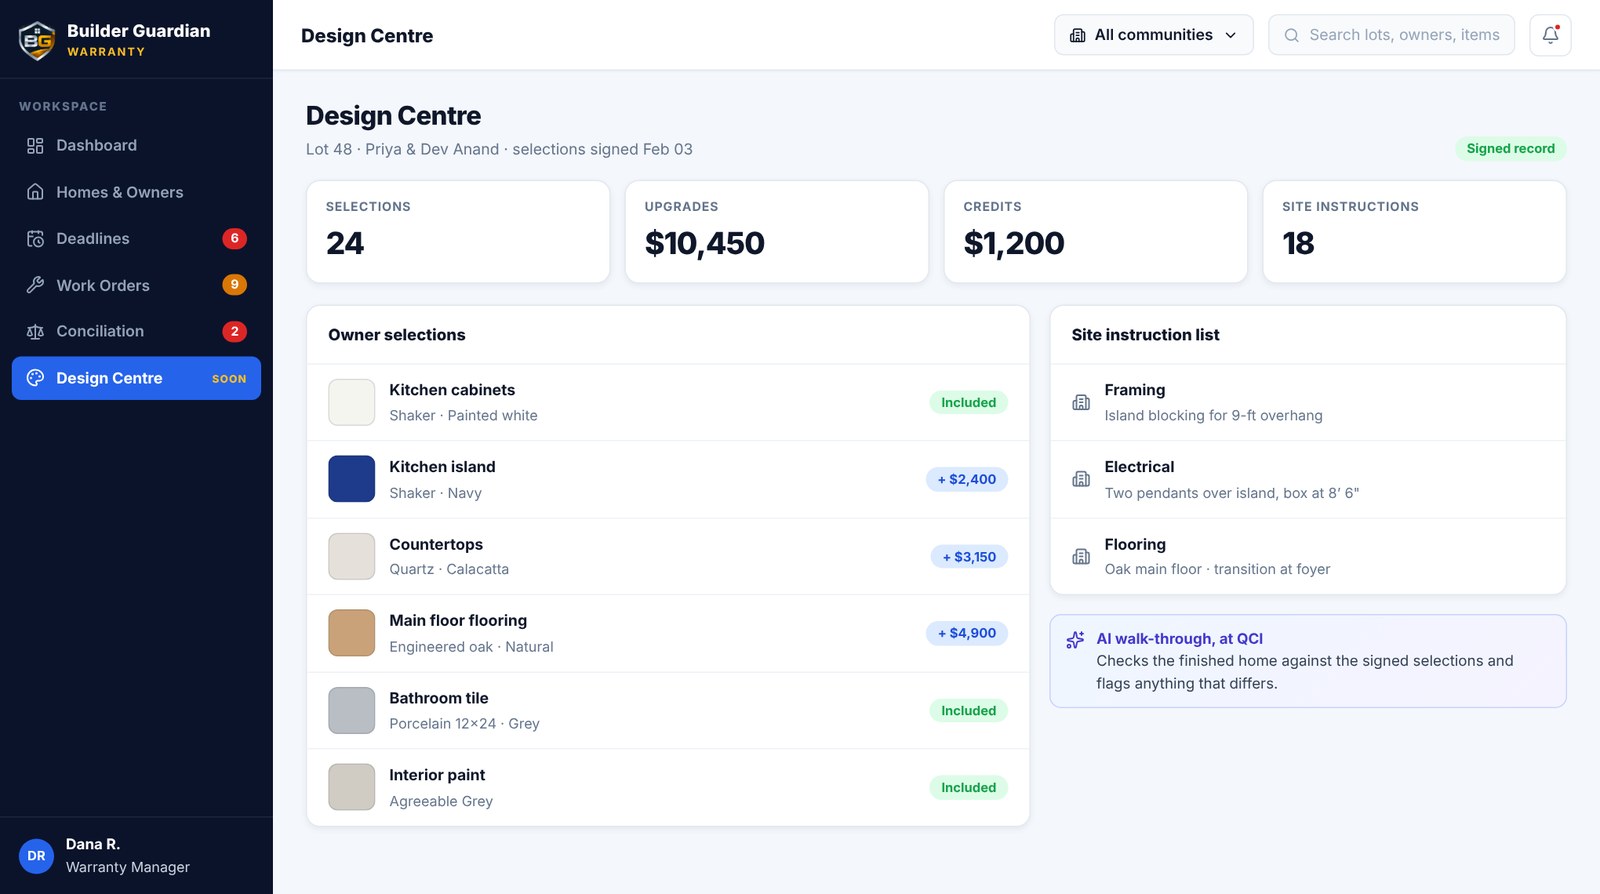 BG
Builder Guardian
WARRANTY
WORKSPACE
Dashboard
Homes & Owners
Deadlines 6
Work Orders 9
Conciliation 2
Design Centre SOON
DR
Dana R.
Warranty Manager
Design Centre
All communities
Search lots, owners, items
Design Centre
Lot 48 · Priya & Dev Anand · selections signed Feb 03
Signed record
SELECTIONS
24
UPGRADES
$10,450
CREDITS
$1,200
SITE INSTRUCTIONS
18
Owner selections
Kitchen cabinets
Shaker · Painted white
Included
Kitchen island
Shaker · Navy
+ $2,400
Countertops
Quartz · Calacatta
+ $3,150
Main floor flooring
Engineered oak · Natural
+ $4,900
Bathroom tile
Porcelain 12×24 · Grey
Included
Interior paint
Agreeable Grey
Included
Site instruction list
Framing
Island blocking for 9-ft overhang
Electrical
Two pendants over island, box at 8’ 6"
Flooring
Oak main floor · transition at foyer
AI walk-through, at QCI
Checks the finished home against the signed selections and
flags anything that differs.